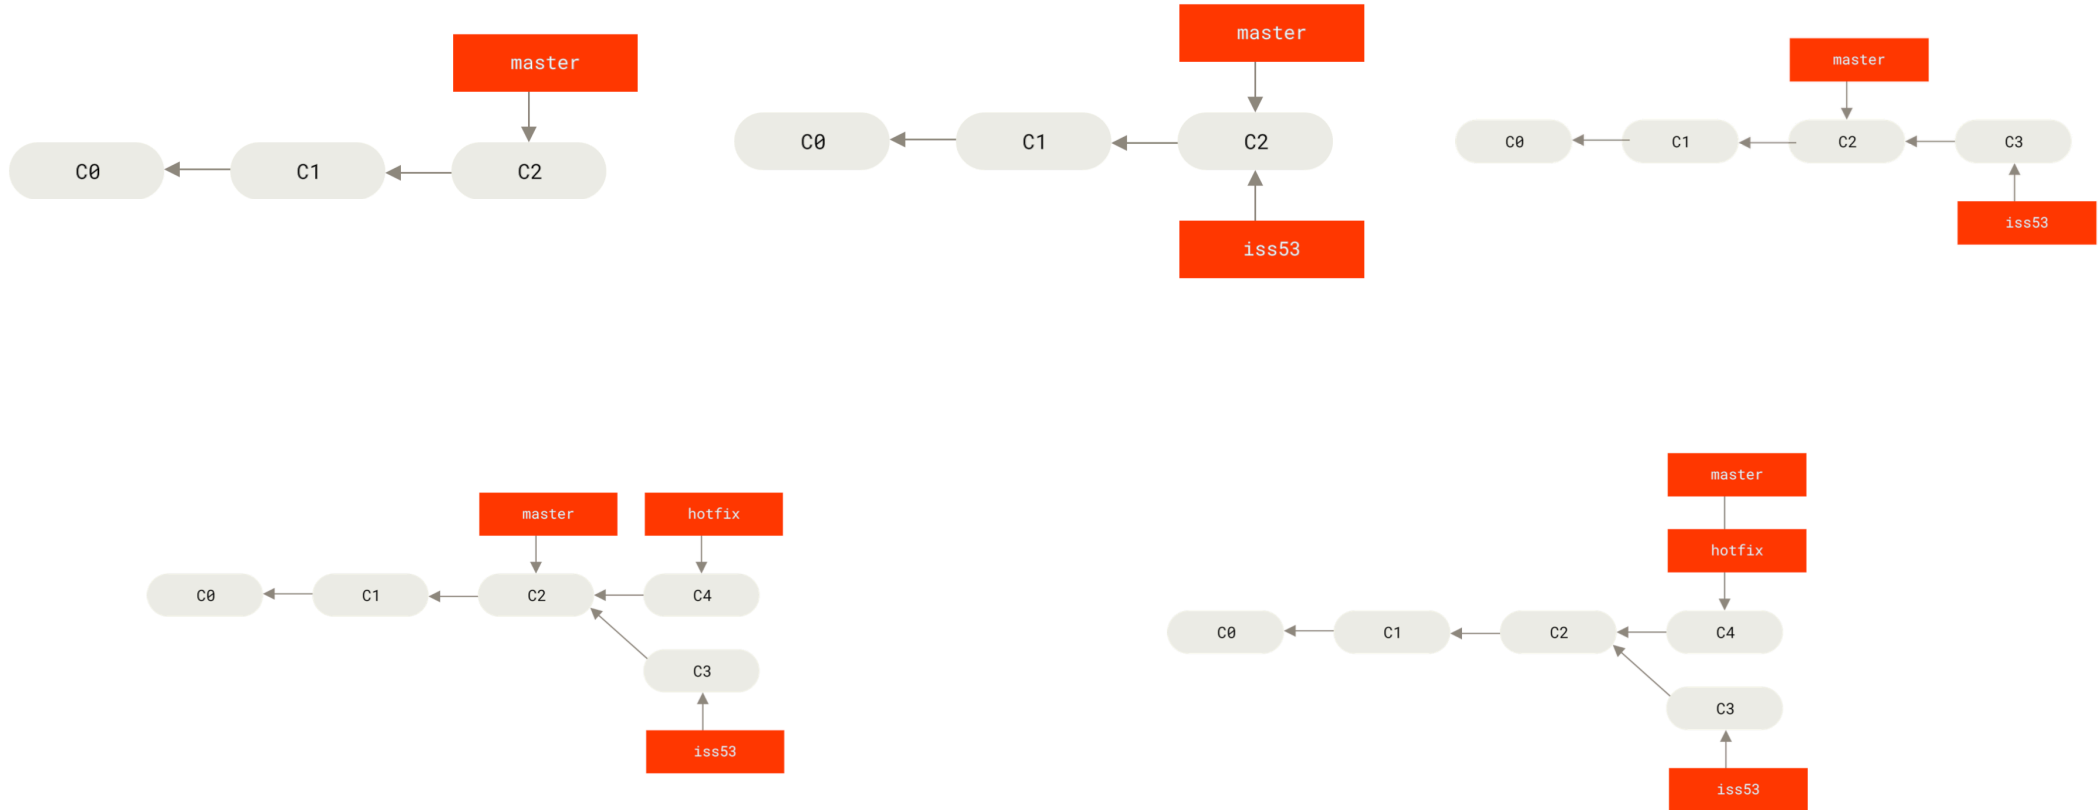 master
C0 C1 C2
master
C0 C1 C2
iss53
master
C0 C1 C2 C3
iss53
master hotfix
C0 C1 C2 C4
C3
iss53
master
hotfix
C0 C1 C2 C4
C3
iss53